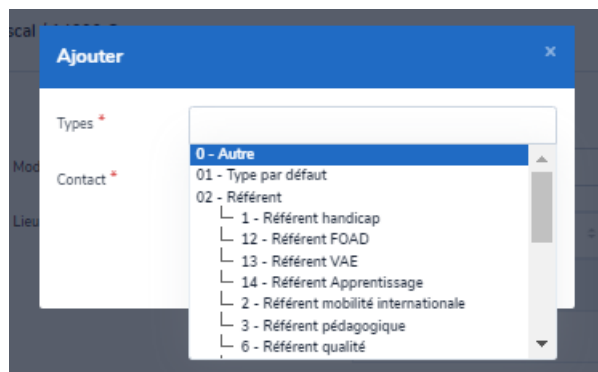 scal
Ajouter ×
Types *
0 - Autre
01 - Type par défaut
Mod
Contact *
02 - Référent
1 - Référent handicap
Lieu
12 - Référent FOAD
13 - Référent VAE
14 - Référent Apprentissage
2 - Référent mobilité internationale
3 - Référent pédagogique
6 - Référent qualité